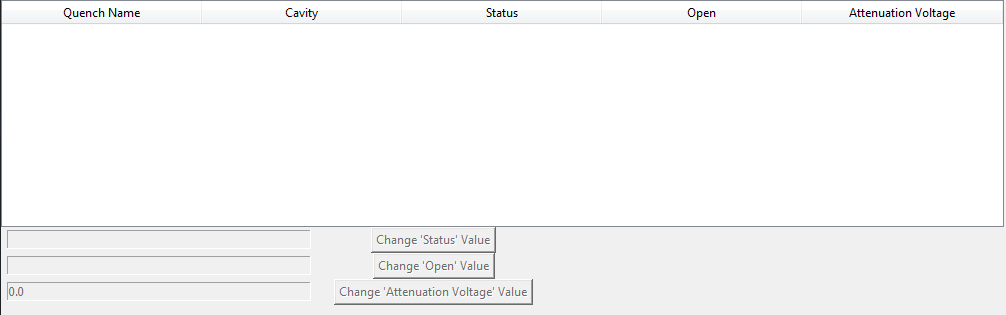 Quench Name Cavity Status Open Attenuation Voltage
Change 'Status' Value
Change 'Open' Value
0.0 Change 'Attenuation Voltage' Value